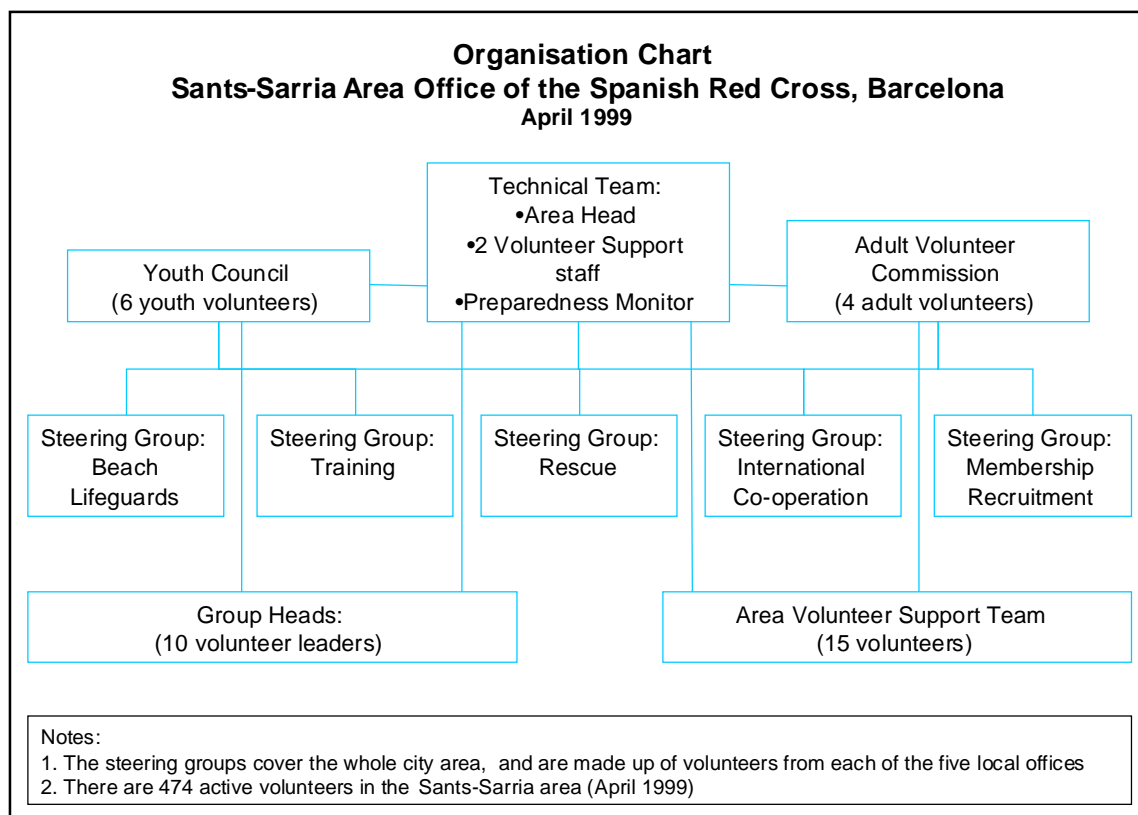 Organisation Chart
Sants-Sarria Area Office of the Spanish Red Cross, Barcelona
April 1999
Technical Team:
•Area Head
•2 Volunteer Support
staff
•Preparedness Monitor
Youth Council
(6 youth volunteers)
Adult Volunteer
Commission
(4 adult volunteers)
Steering Group:
Beach
Lifeguards
Steering Group:
Training
Steering Group:
Rescue
Steering Group:
International
Co-operation
Steering Group:
Membership
Recruitment
Group Heads:
(10 volunteer leaders)
Area Volunteer Support Team
(15 volunteers)
Notes:
1. The steering groups cover the whole city area, and are made up of volunteers from each of the five local offices
2. There are 474 active volunteers in the Sants-Sarria area (April 1999)